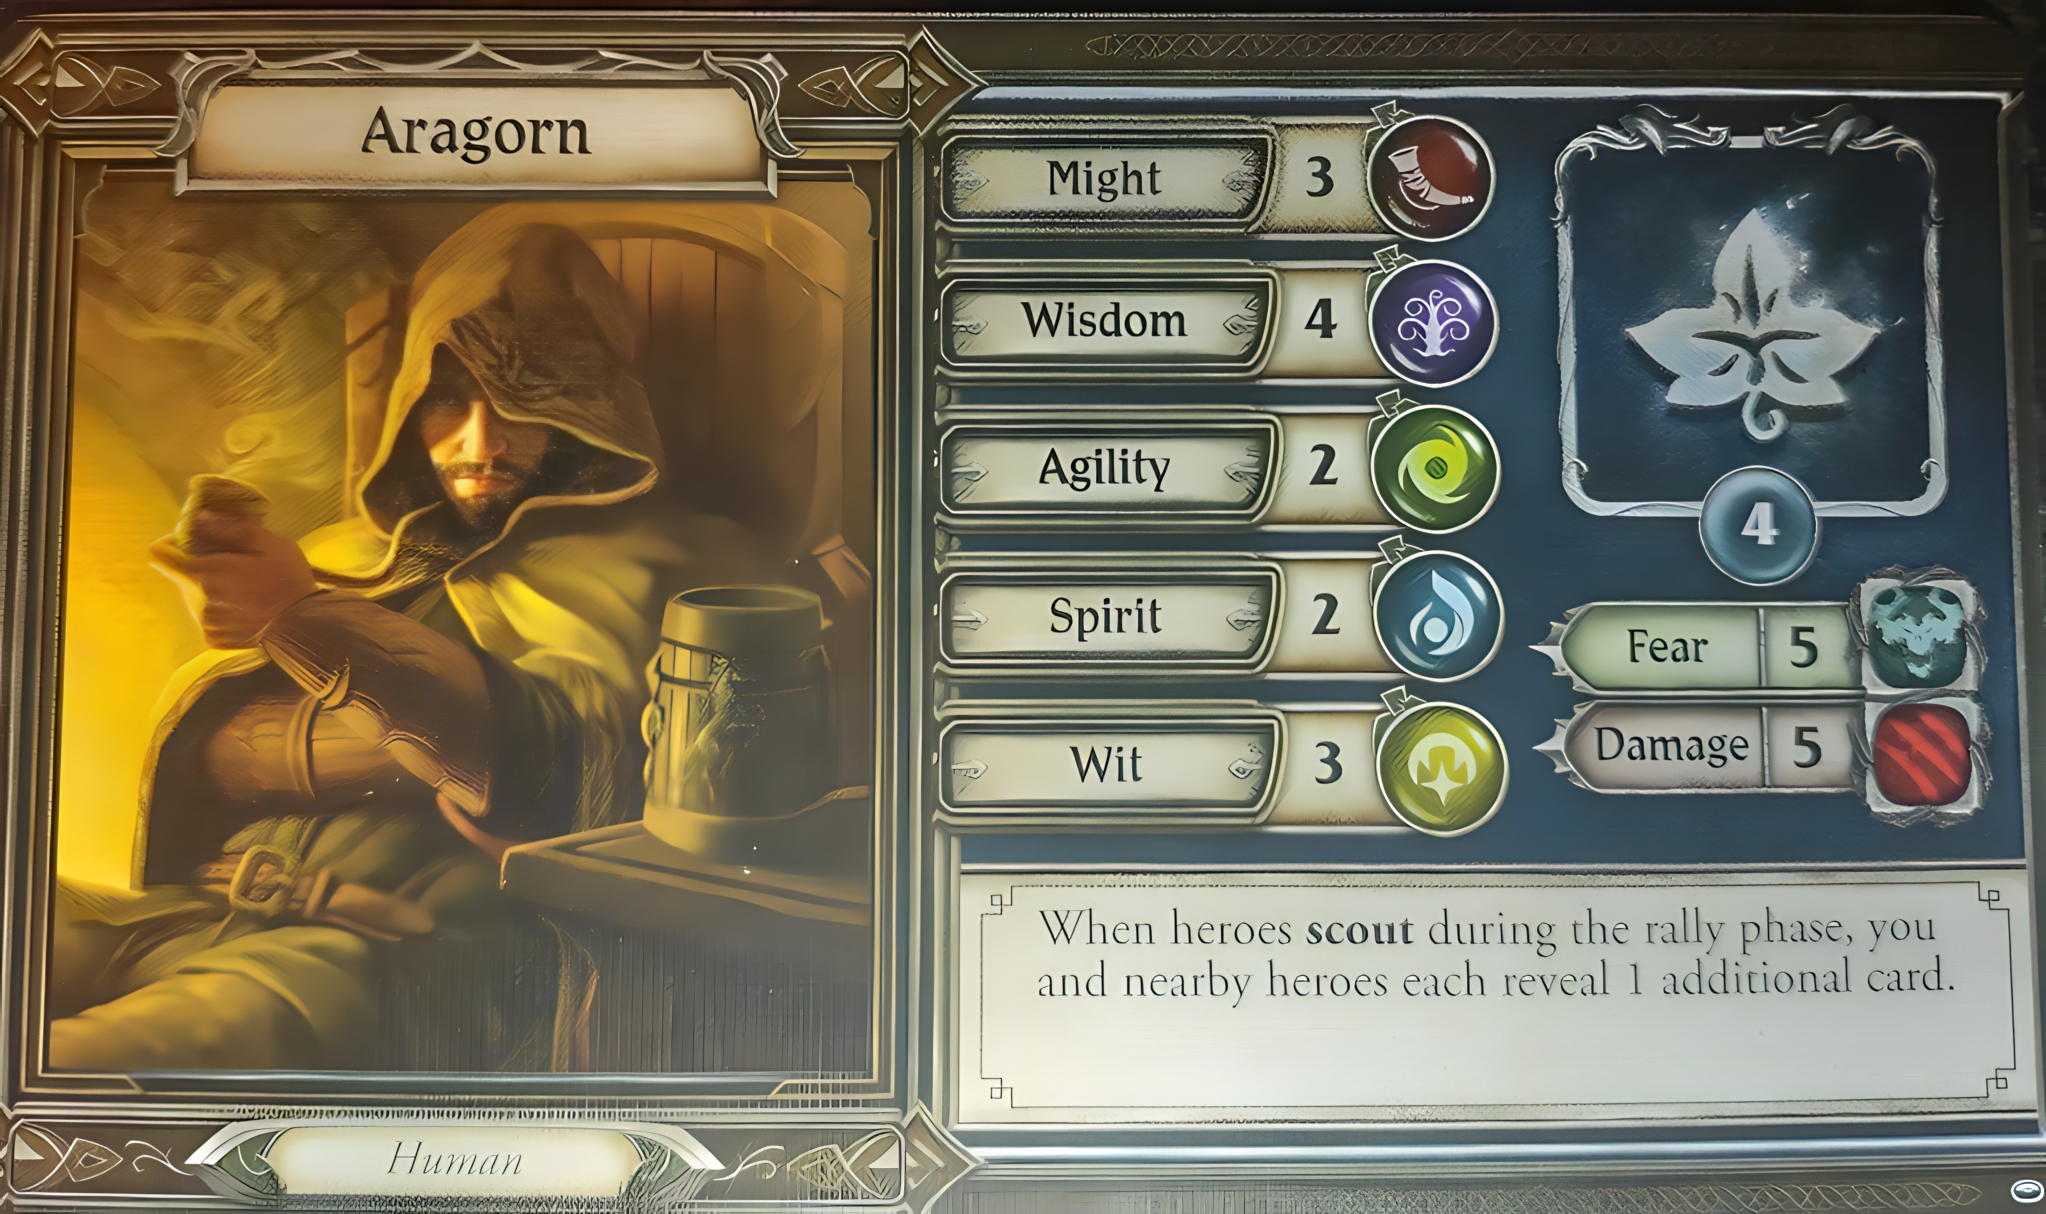 Aragorn
Might 3
Wisdom 4
Agility 2
Spirit 2
Wit 3
4
Fear 5
Damage 5
When heroes scout during the rally phase, you
and nearby heroes each reveal 1 additional card.
Human